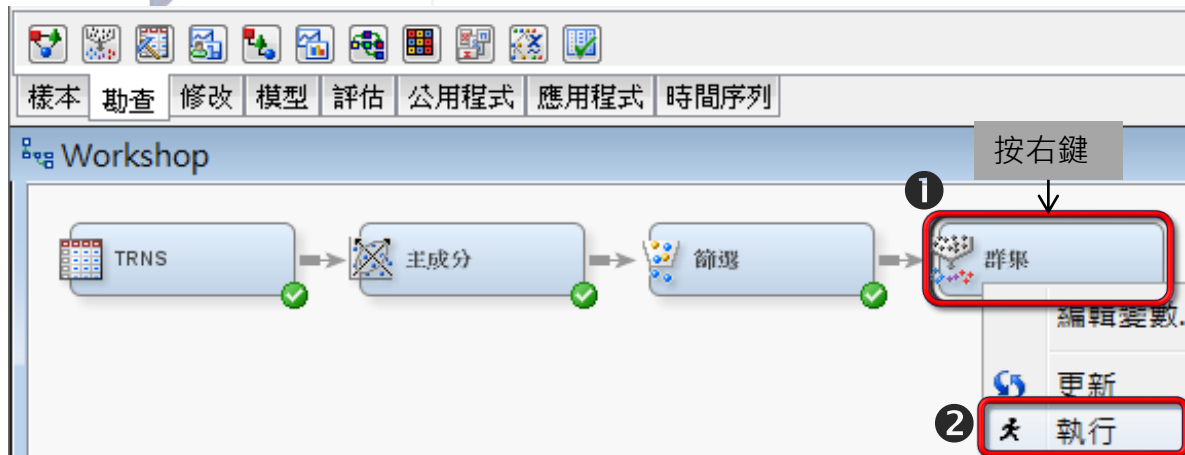 樣本 勘查 修改 模型 評估 公用程式 應用程式 時間序列
Workshop
按右鍵
❶
TRNS 主成分 篩選 群集
編輯變數.
更新
❷ 執行